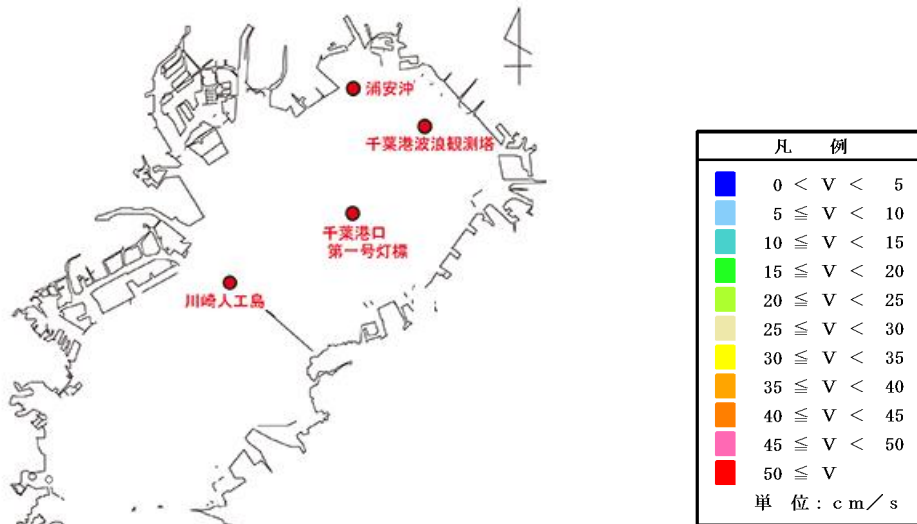 浦安沖
千葉港波浪観測塔
千葉港口
第一号灯標
川崎人工島
凡 例
0 < V < 5
5 ≦ V < 10
10 ≦ V < 15
15 ≦ V < 20
20 ≦ V < 25
25 ≦ V < 30
30 ≦ V < 35
35 ≦ V < 40
40 ≦ V < 45
45 ≦ V < 50
50 ≦ V
単 位：cm／s